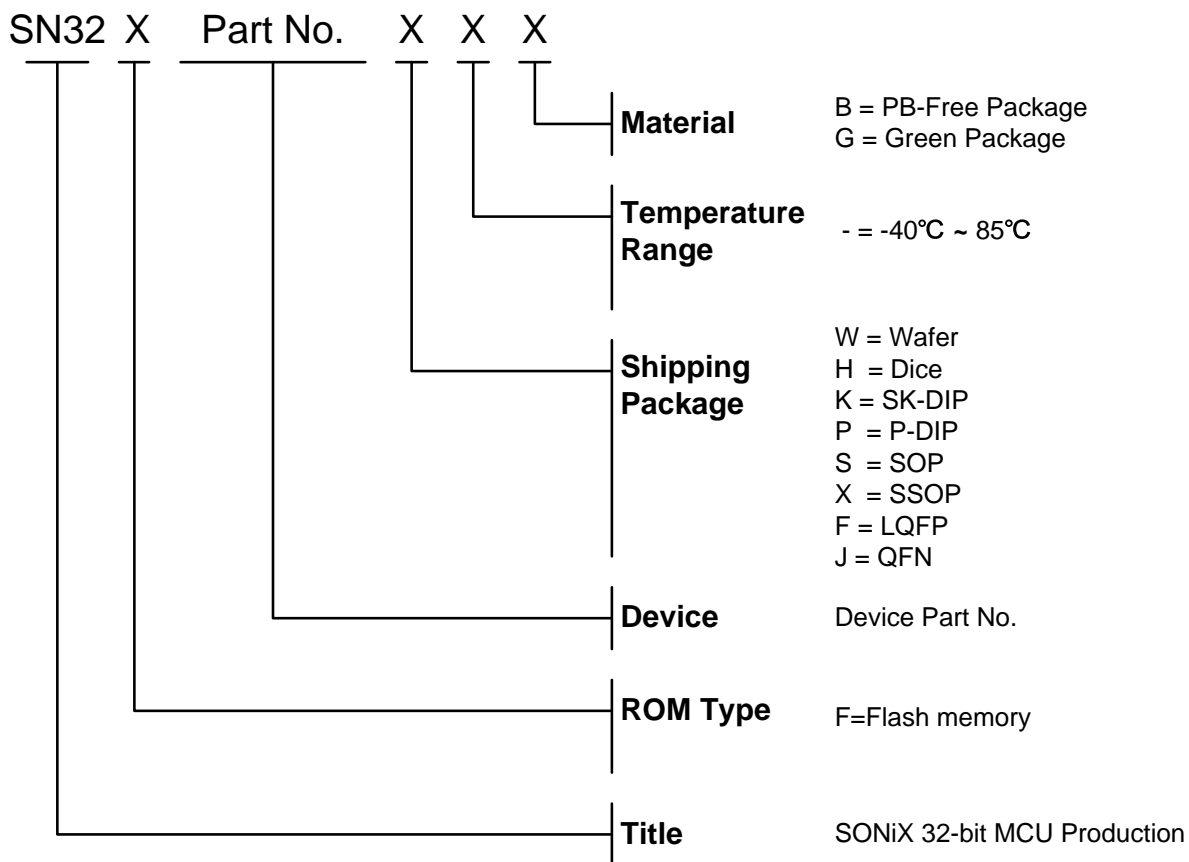 SN32 X Part No. X X X
Material
B = PB-Free Package
G = Green Package
Temperature
Range
- = -40℃ ~ 85℃
Shipping
Package
W = Wafer
H = Dice
K = SK-DIP
P = P-DIP
S = SOP
X = SSOP
F = LQFP
J = QFN
Device
Device Part No.
ROM Type
F=Flash memory
Title
SONiX 32-bit MCU Production